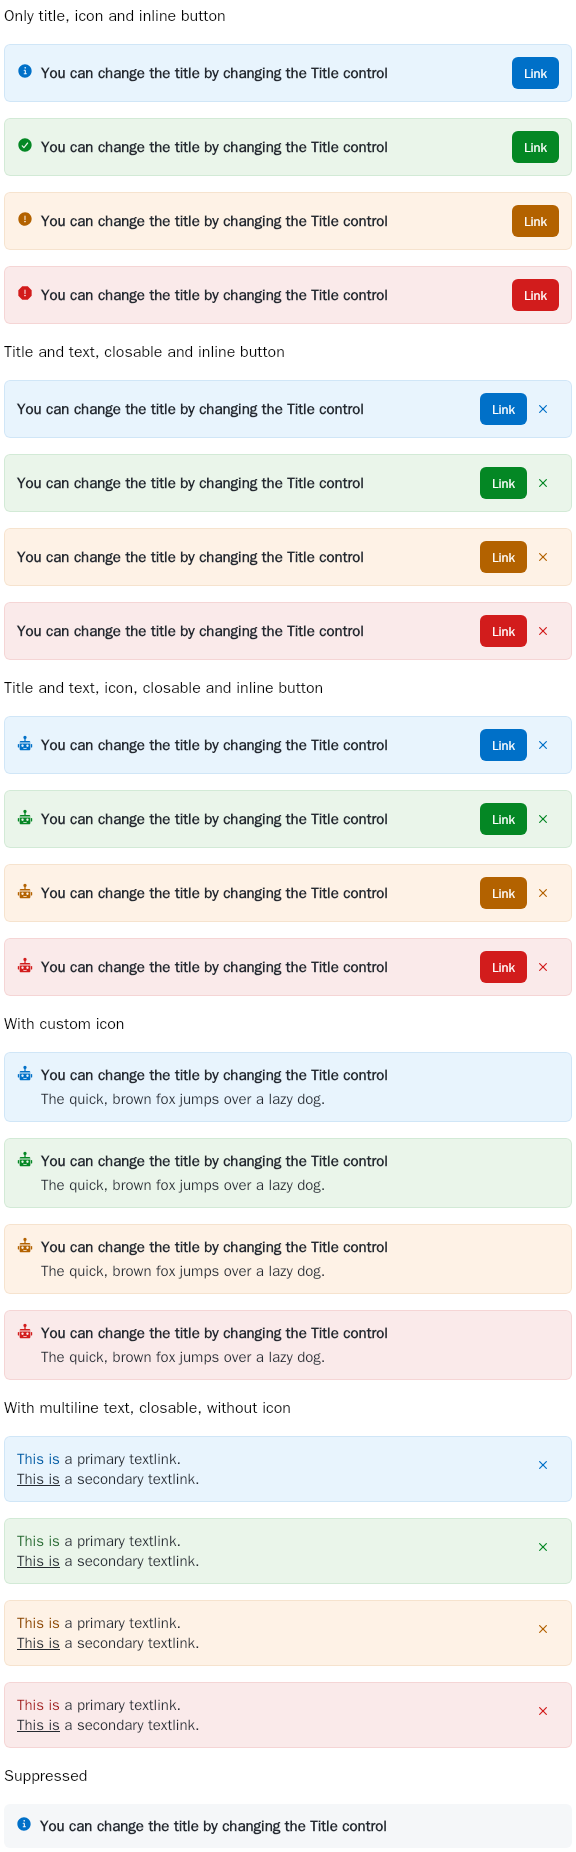 Only title, icon and inline button
You can change the title by changing the Title control Link
You can change the title by changing the Title control Link
You can change the title by changing the Title control Link
You can change the title by changing the Title control Link
Title and text, closable and inline button
You can change the title by changing the Title control Link
You can change the title by changing the Title control Link
You can change the title by changing the Title control Link
You can change the title by changing the Title control Link
Title and text, icon, closable and inline button
You can change the title by changing the Title control Link
You can change the title by changing the Title control Link
You can change the title by changing the Title control Link
You can change the title by changing the Title control Link
With custom icon
You can change the title by changing the Title control
The quick, brown fox jumps over a lazy dog.
You can change the title by changing the Title control
The quick, brown fox jumps over a lazy dog.
You can change the title by changing the Title control
The quick, brown fox jumps over a lazy dog.
You can change the title by changing the Title control
The quick, brown fox jumps over a lazy dog.
With multiline text, closable, without icon
This is a primary textlink.
This is a secondary textlink.
This is a primary textlink.
This is a secondary textlink.
This is a primary textlink.
This is a secondary textlink.
This is a primary textlink.
This is a secondary textlink.
Suppressed
You can change the title by changing the Title control